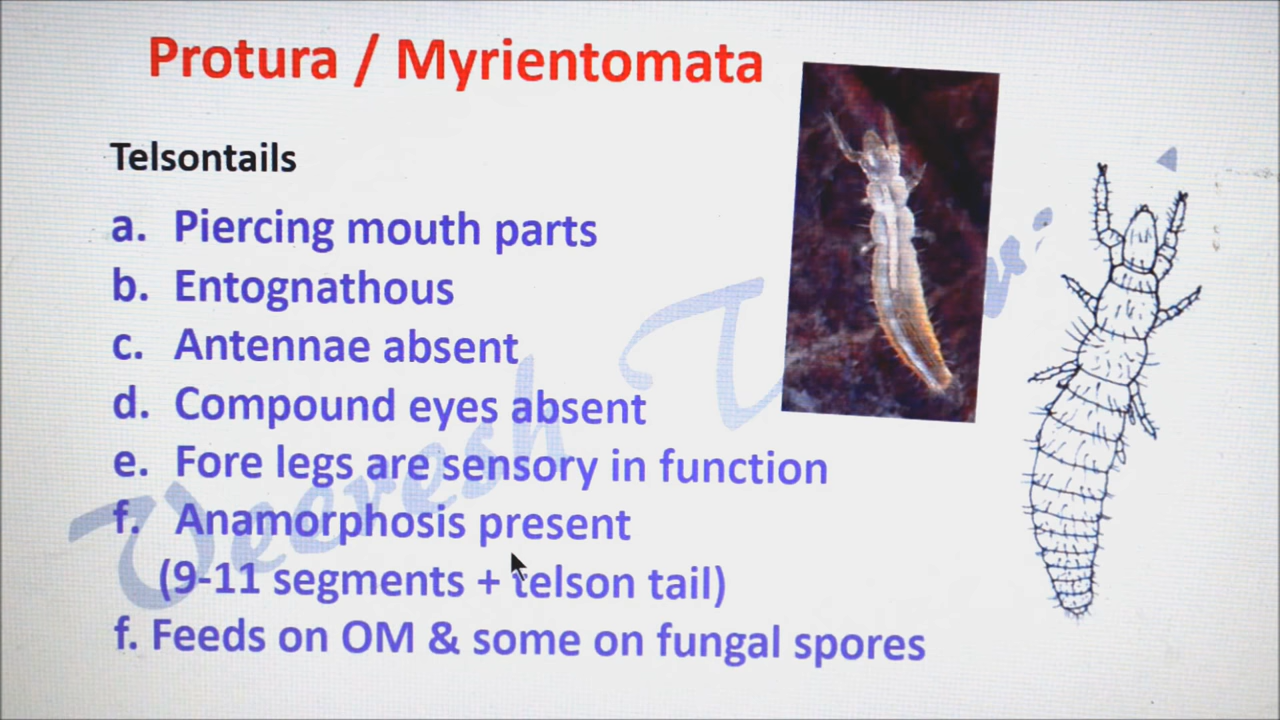 Protura / Myrientomata
Telsontails
a. Piercing mouth parts
b. Entognathous
c. Antennae absent
d. Compound eyes absent
e. Fore legs are sensory in function
f. Anamorphosis present
(9-11 segments + telson tail)
f. Feeds on OM & some on fungal spores
Veeresh